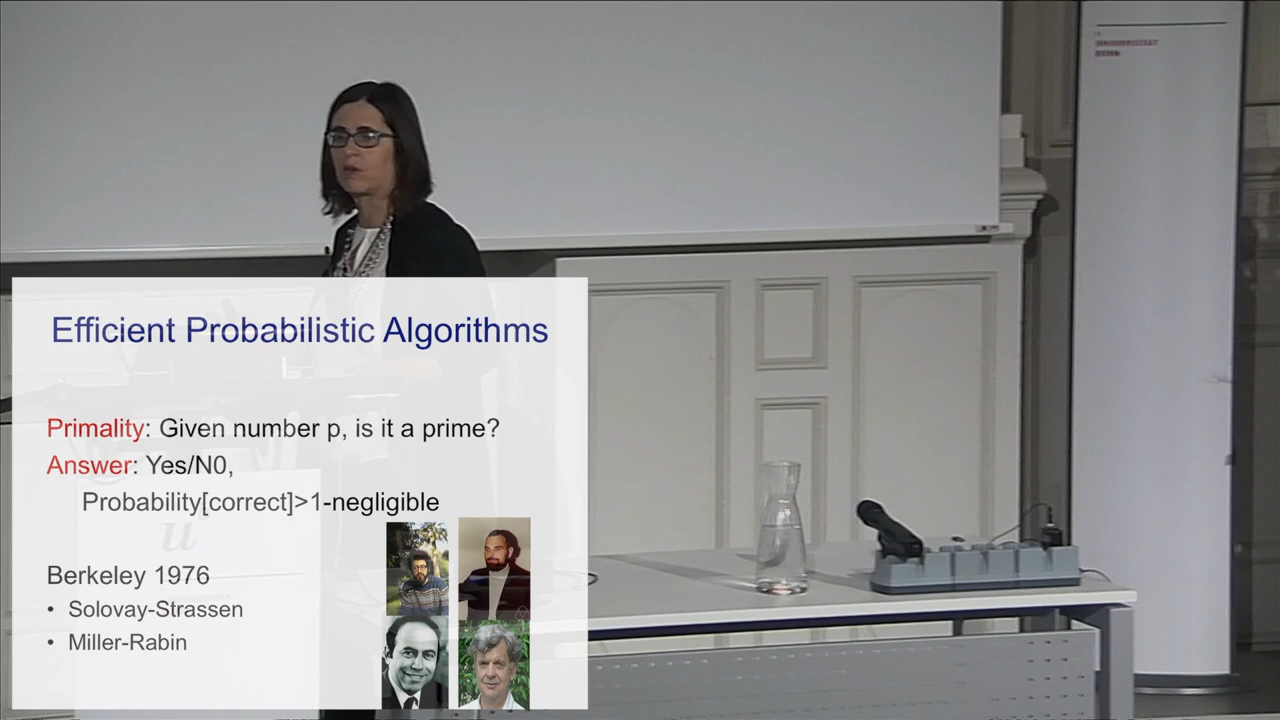 Efficient Probabilistic Algorithms
Primality: Given number p, is it a prime?
Answer: Yes/N0,
Probability[correct]>1-negligible
u
Berkeley 1976
• Solovay-Strassen
• Miller-Rabin